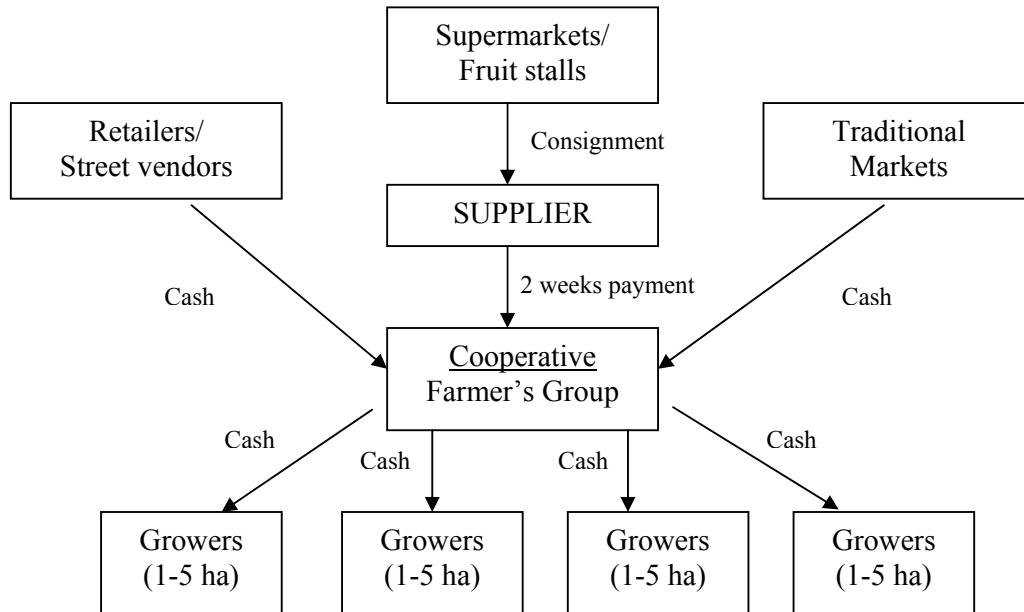 Supermarkets/
Fruit stalls
Retailers/
Street vendors
Consignment
Traditional
Markets
SUPPLIER
2 weeks payment
Cash
Cash
Cooperative
Farmer’s Group
Cash
Cash
Cash
Cash
Growers
(1-5 ha)
Growers
(1-5 ha)
Growers
(1-5 ha)
Growers
(1-5 ha)